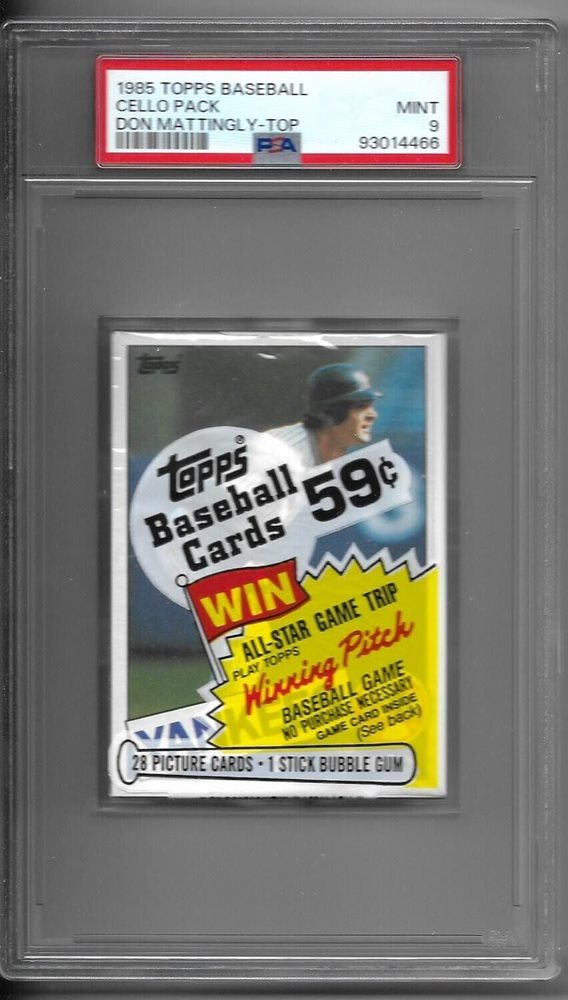 1985 TOPPS BASEBALL
CELLO PACK MINT
DON MATTINGLY-TOP 9
PSA 93014466
TOPPS
TOPPS®
Baseball
Cards 59¢
WIN
ALL-STAR GAME TRIP
PLAY TOPPS
Winning Pitch
BASEBALL GAME
NO PURCHASE NECESSARY
GAME CARD INSIDE
(See back)
YANKEES
28 PICTURE CARDS • 1 STICK BUBBLE GUM